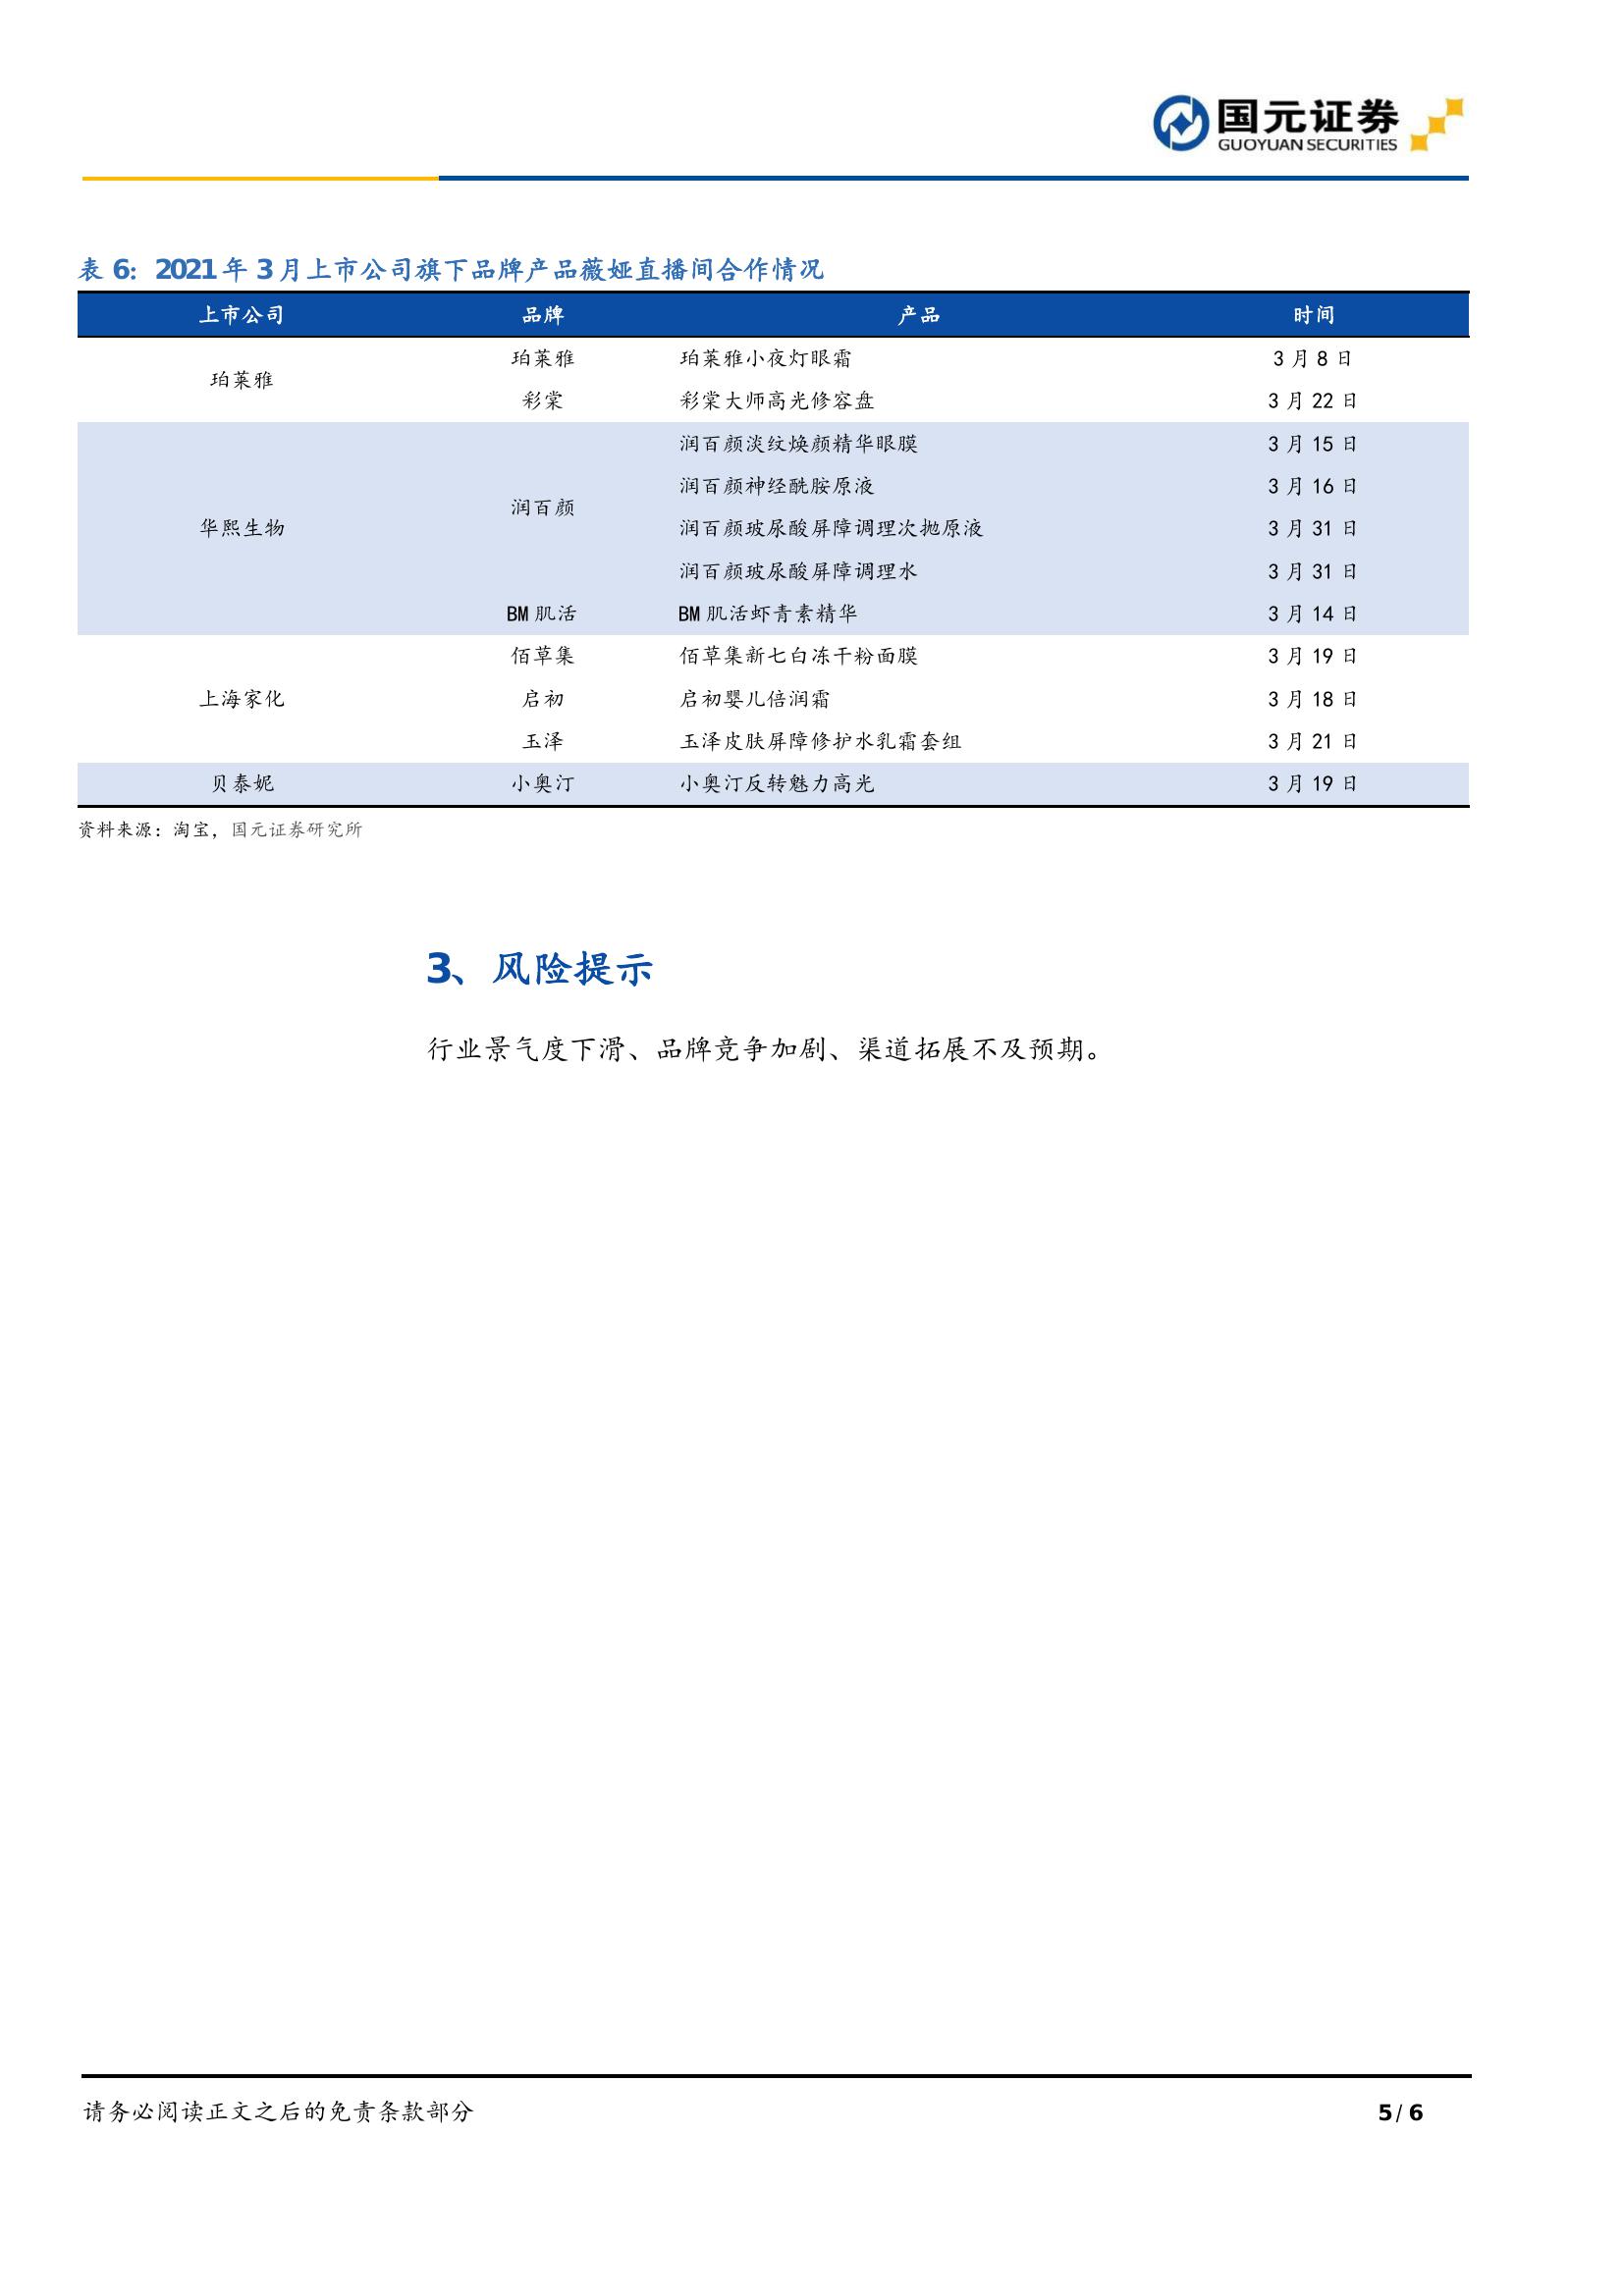 国元证券
GUOYUAN SECURITIES
表 6：2021 年 3 月上市公司旗下品牌产品薇娅直播间合作情况
上市公司 品牌 产品 时间
珀莱雅 珀莱雅 珀莱雅小夜灯眼霜 3 月 8 日
彩棠 彩棠大师高光修容盘 3 月 22 日
华熙生物 润百颜 润百颜淡纹焕颜精华眼膜 3 月 15 日
润百颜神经酰胺原液 3 月 16 日
润百颜玻尿酸屏障调理次抛原液 3 月 31 日
润百颜玻尿酸屏障调理水 3 月 31 日
BM 肌活 BM 肌活虾青素精华 3 月 14 日
上海家化 佰草集 佰草集新七白冻干粉面膜 3 月 19 日
启初 启初婴儿倍润霜 3 月 18 日
玉泽 玉泽皮肤屏障修护水乳霜套组 3 月 21 日
贝泰妮 小奥汀 小奥汀反转魅力高光 3 月 19 日
资料来源：淘宝，国元证券研究所
3、风险提示
行业景气度下滑、品牌竞争加剧、渠道拓展不及预期。
请务必阅读正文之后的免责条款部分 5 / 6